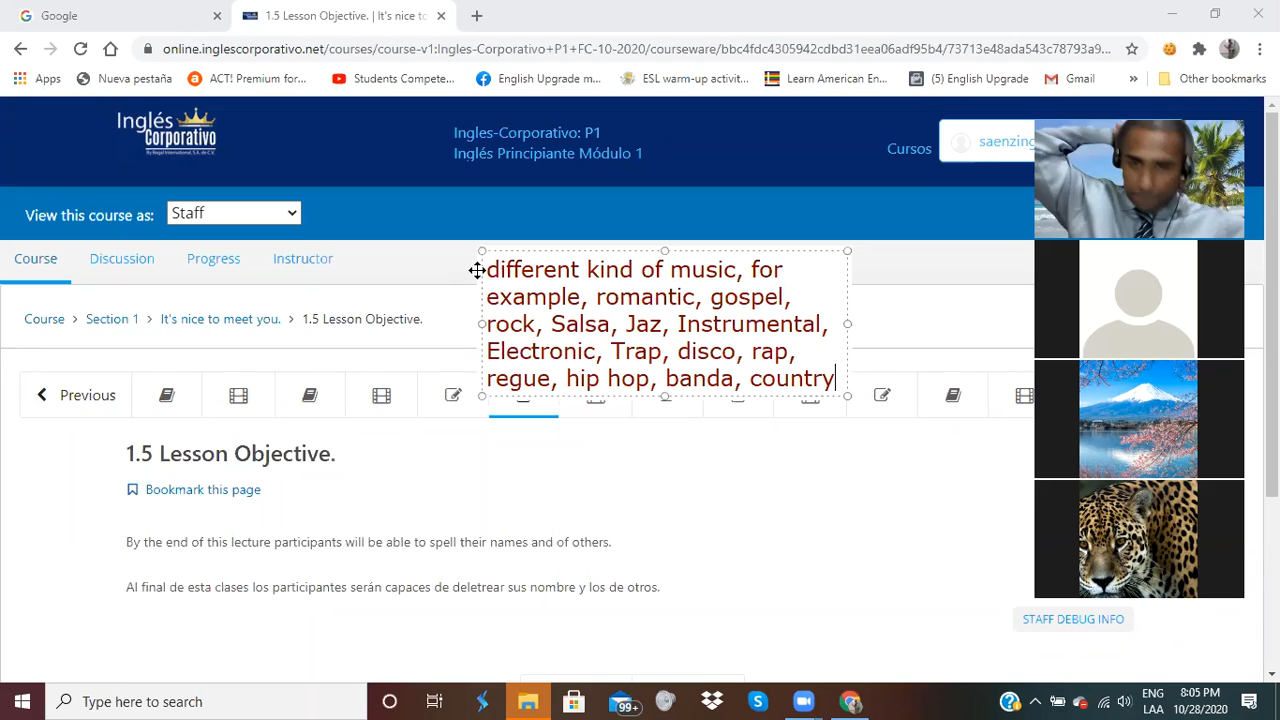 Google
1.5 Lesson Objective. | It's nice to
online.inglescorporativo.net/courses/course-v1:Ingles-Corporativo+P1+FC-10-2020/courseware/bbc4fdc4305942cdbd31eea06adf95b4/73713e48ada543c78793a9...
Apps
Nueva pestaña
ACT! Premium for...
Students Compete...
English Upgrade m...
ESL warm-up activit...
Learn American En...
(5) English Upgrade
Gmail
»
Other bookmarks
Inglés
Corporativo
By Regal International, S.A. de C.V.
Ingles-Corporativo: P1
Inglés Principiante Módulo 1
Cursos
saenzing
View this course as:
Staff
Course
Discussion
Progress
Instructor
different kind of music, for
example, romantic, gospel,
rock, Salsa, Jaz, Instrumental,
Electronic, Trap, disco, rap,
regue, hip hop, banda, country
Course > Section 1 > It's nice to meet you. > 1.5 Lesson Objective.
Previous
1.5 Lesson Objective.
Bookmark this page
By the end of this lecture participants will be able to spell their names and of others.
Al final de esta clases los participantes serán capaces de deletrear sus nombre y los de otros.
STAFF DEBUG INFO
Type here to search
99+
ENG
LAA
8:05 PM
10/28/2020